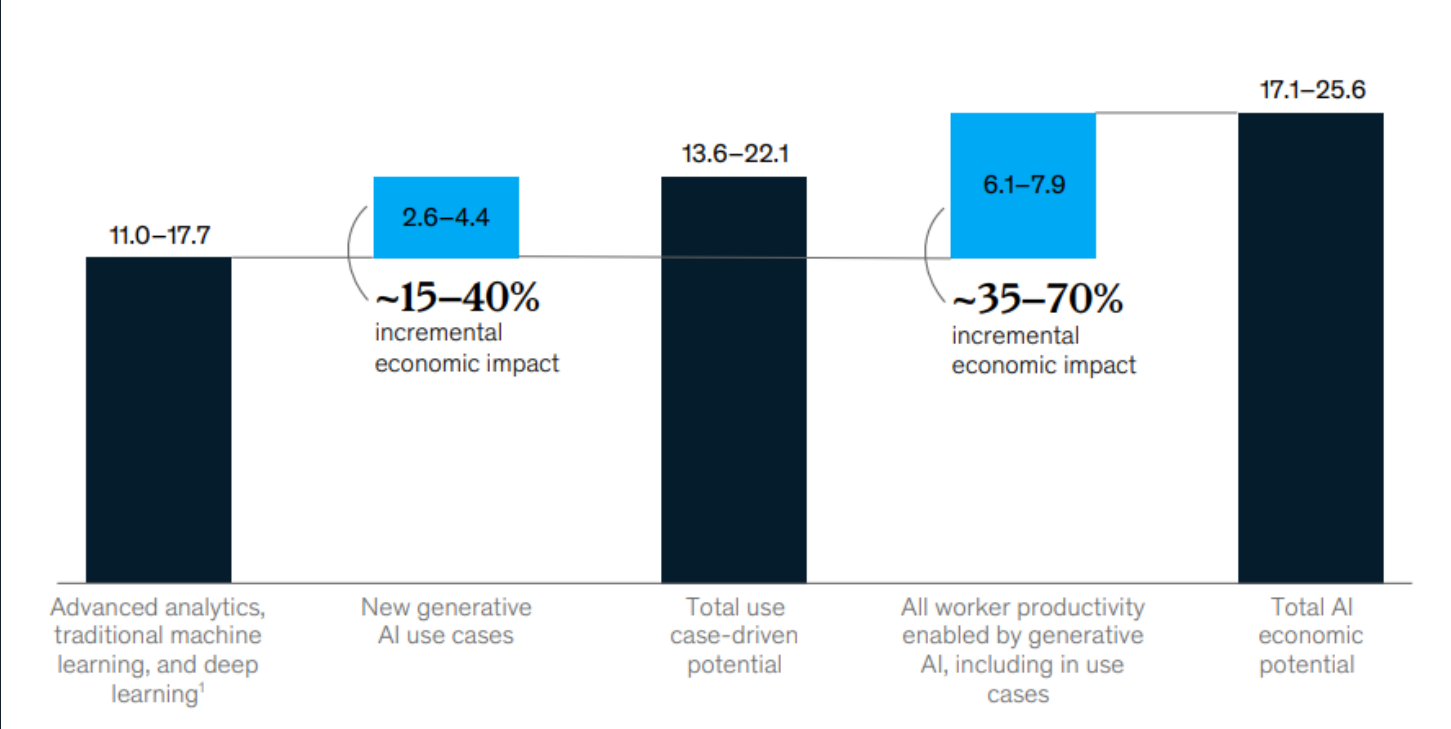 17.1–25.6
13.6–22.1
6.1–7.9
2.6–4.4
11.0–17.7
~15–40%
incremental
economic impact
~35–70%
incremental
economic impact
Advanced analytics,
traditional machine
learning, and deep
learning¹
New generative
AI use cases
Total use
case-driven
potential
All worker productivity
enabled by generative
AI, including in use
cases
Total AI
economic
potential